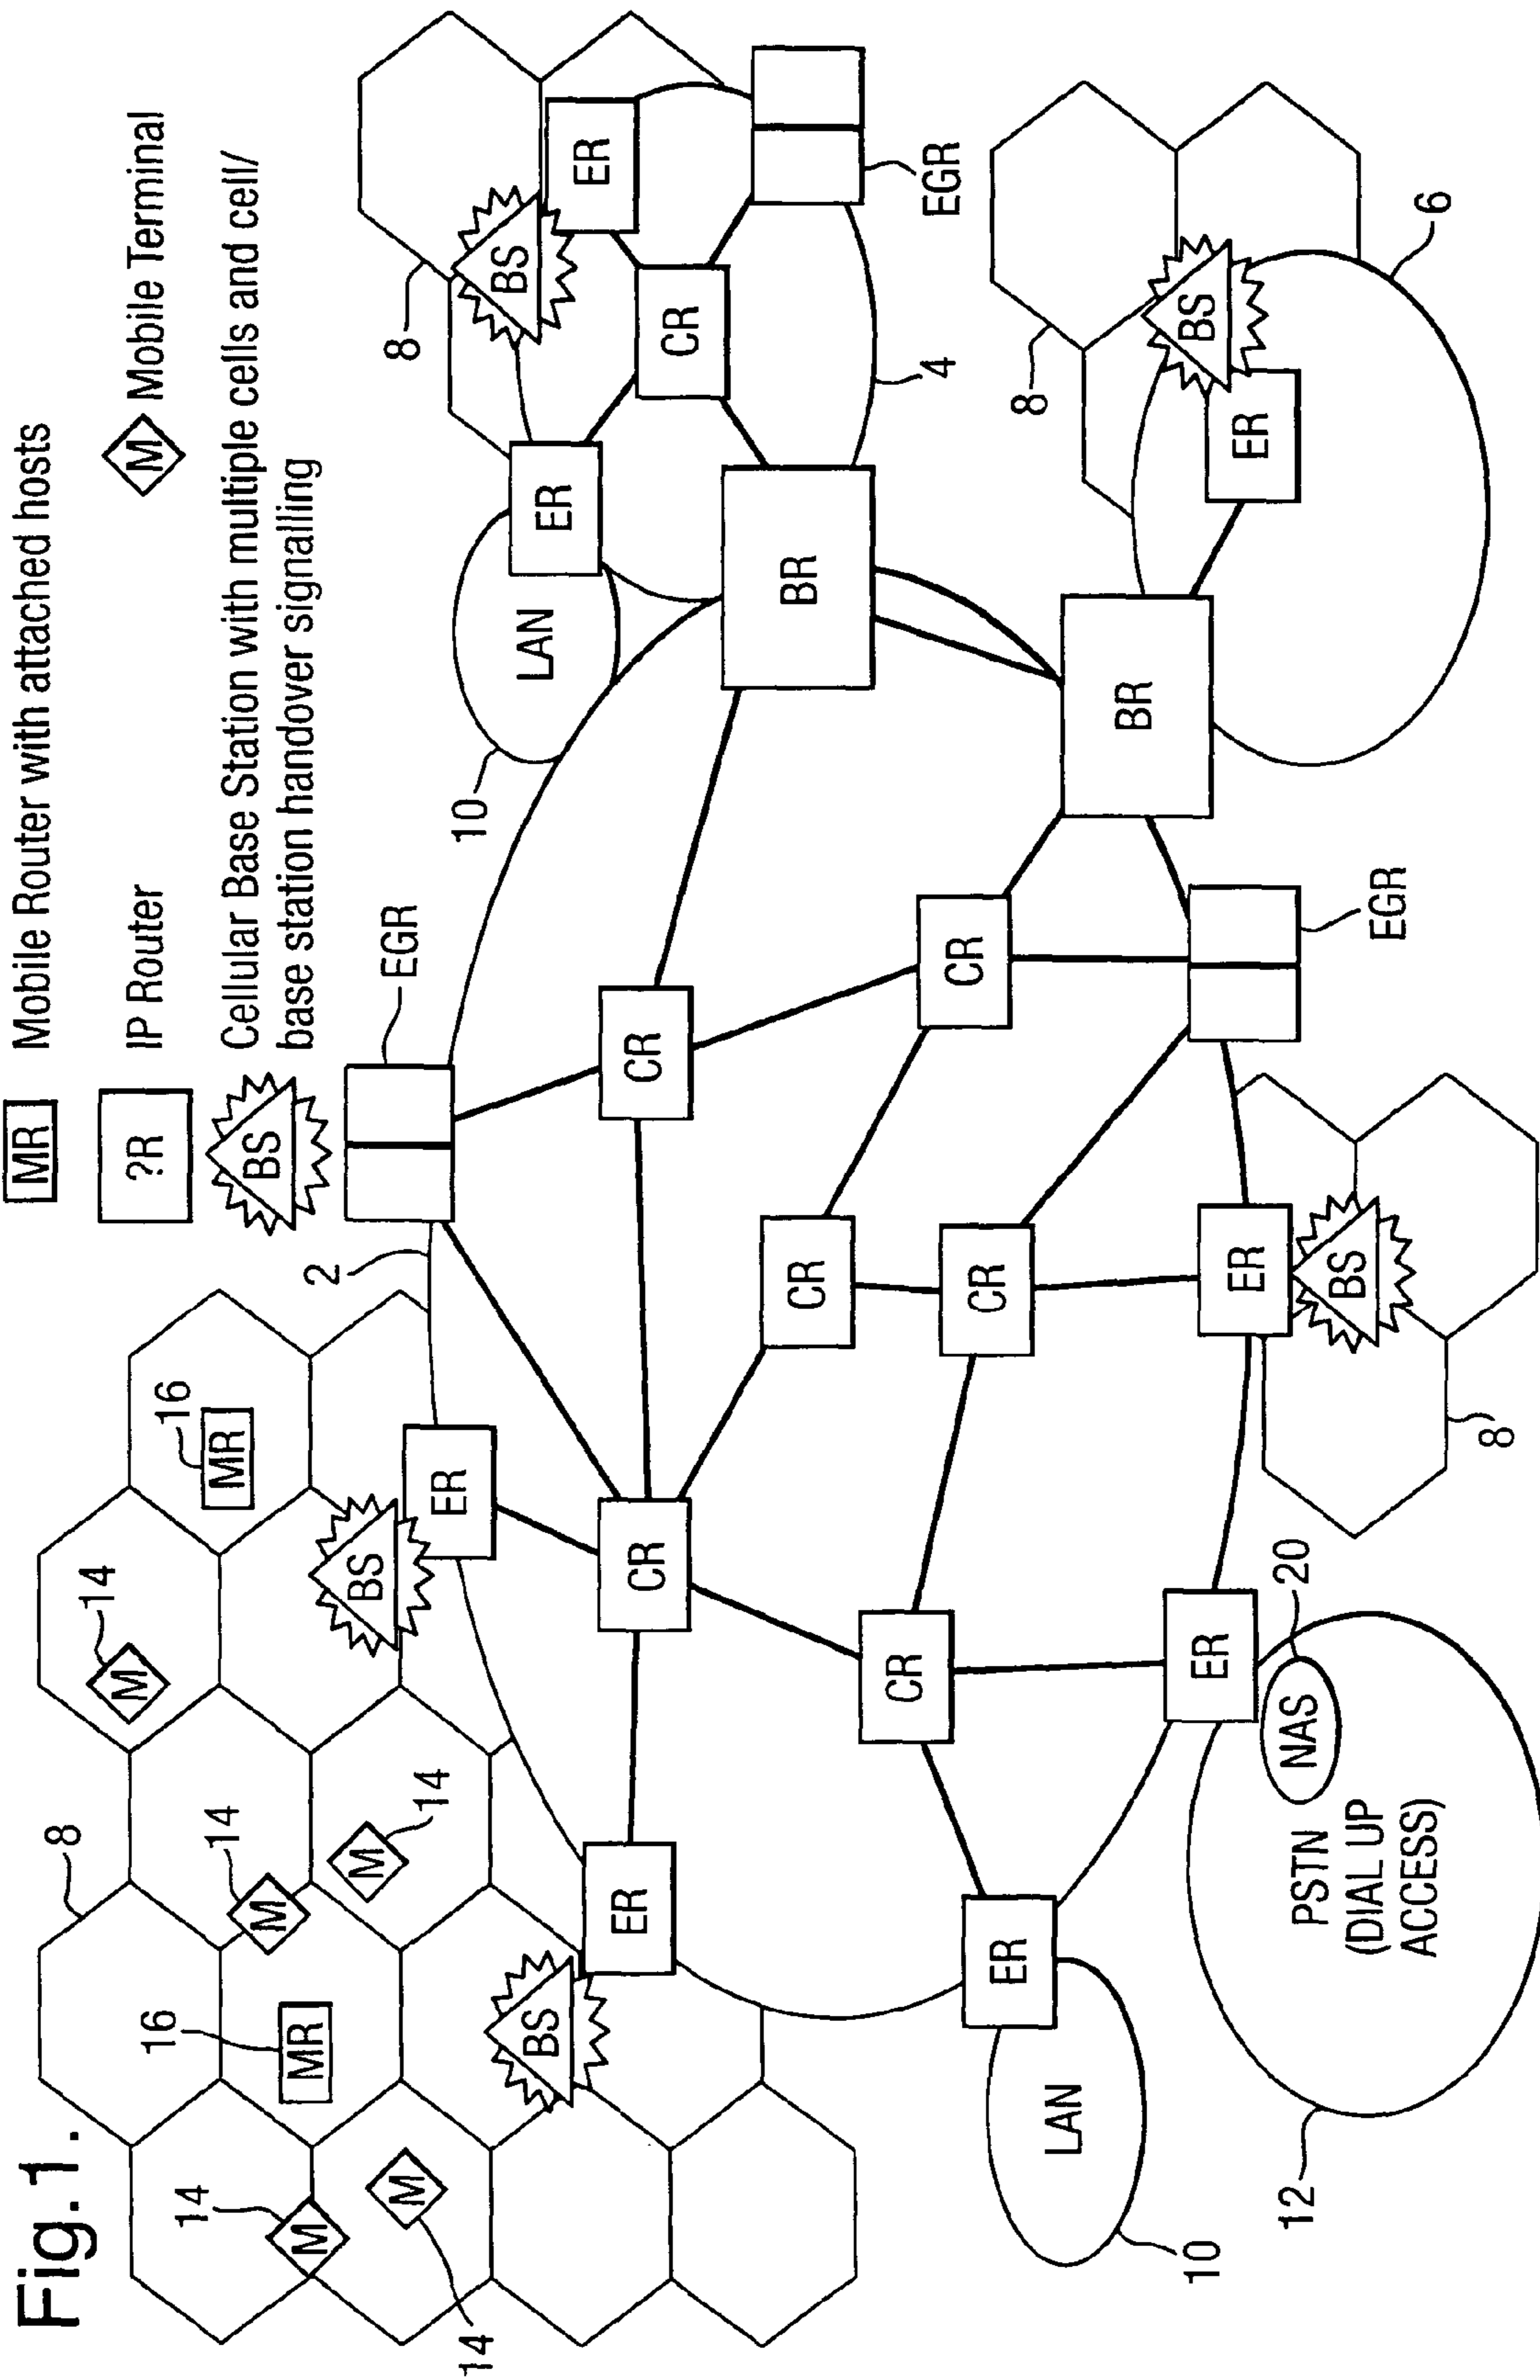 Fig.1.
MR Mobile Router with attached hosts
?R IP Router
M Mobile Terminal
BS Cellular Base Station with multiple cells and cell/
base station handover signalling
8
14
M
16
16
14
14
MR
M
MR
M
2
M
BS
EGR
8
M
14
ER
10
14
BS
LAN
BS
ER
ER
ER
CR
CR
CR
BR
CR
CR
4
EGR
CR
CR
ER
8
LAN
BR
BS
10
ER
ER
ER
20
12
NAS
PSTN
(DIAL UP
ACCESS)
BS
EGR
6
8